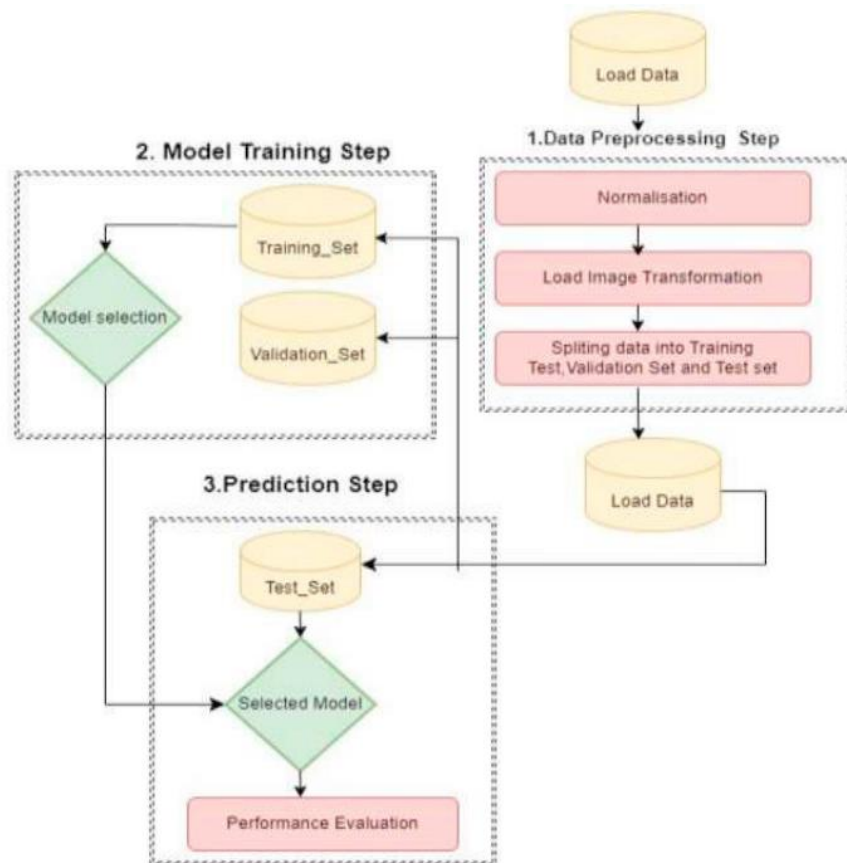 Load Data
1.Data Preprocessing Step
Normalisation
Load Image Transformation
Spliting data into Training
Test,Validation Set and Test set
Load Data
2. Model Training Step
Training_Set
Model selection
Validation_Set
3.Prediction Step
Test_Set
Selected Model
Performance Evaluation